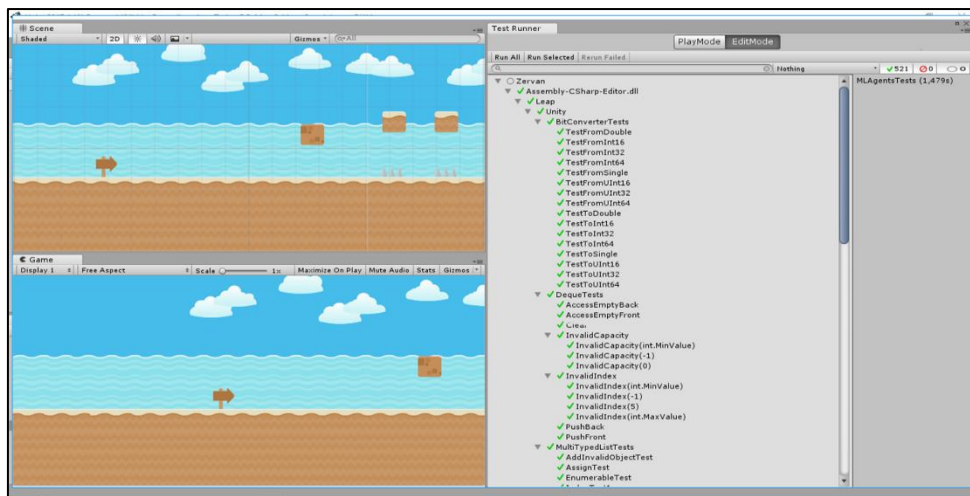 Scene
Shaded 2D Gizmos All
Game
Display 1 Free Aspect Scale 1x Maximize On Play Mute Audio Stats Gizmos
Test Runner
PlayMode EditMode
Run All Run Selected Rerun Failed
Nothing 521 0 0
Zervan
Assembly-CSharp-Editor.dll
Leap
Unity
BitConverterTests
TestFromDouble
TestFromInt16
TestFromInt32
TestFromInt64
TestFromSingle
TestFromUInt16
TestFromUInt32
TestFromUInt64
TestToDouble
TestToInt16
TestToInt32
TestToInt64
TestToSingle
TestToUInt16
TestToUInt32
TestToUInt64
DequeTests
AccessEmptyBack
AccessEmptyFront
Clear
InvalidCapacity
InvalidCapacity(int.MinValue)
InvalidCapacity(-1)
InvalidCapacity(0)
InvalidIndex
InvalidIndex(int.MinValue)
InvalidIndex(-1)
InvalidIndex(5)
InvalidIndex(int.MaxValue)
PushBack
PushFront
MultiTypedListTests
AddInvalidObjectTest
AssignTest
EnumerableTest
MLAgentsTests (1,479s)